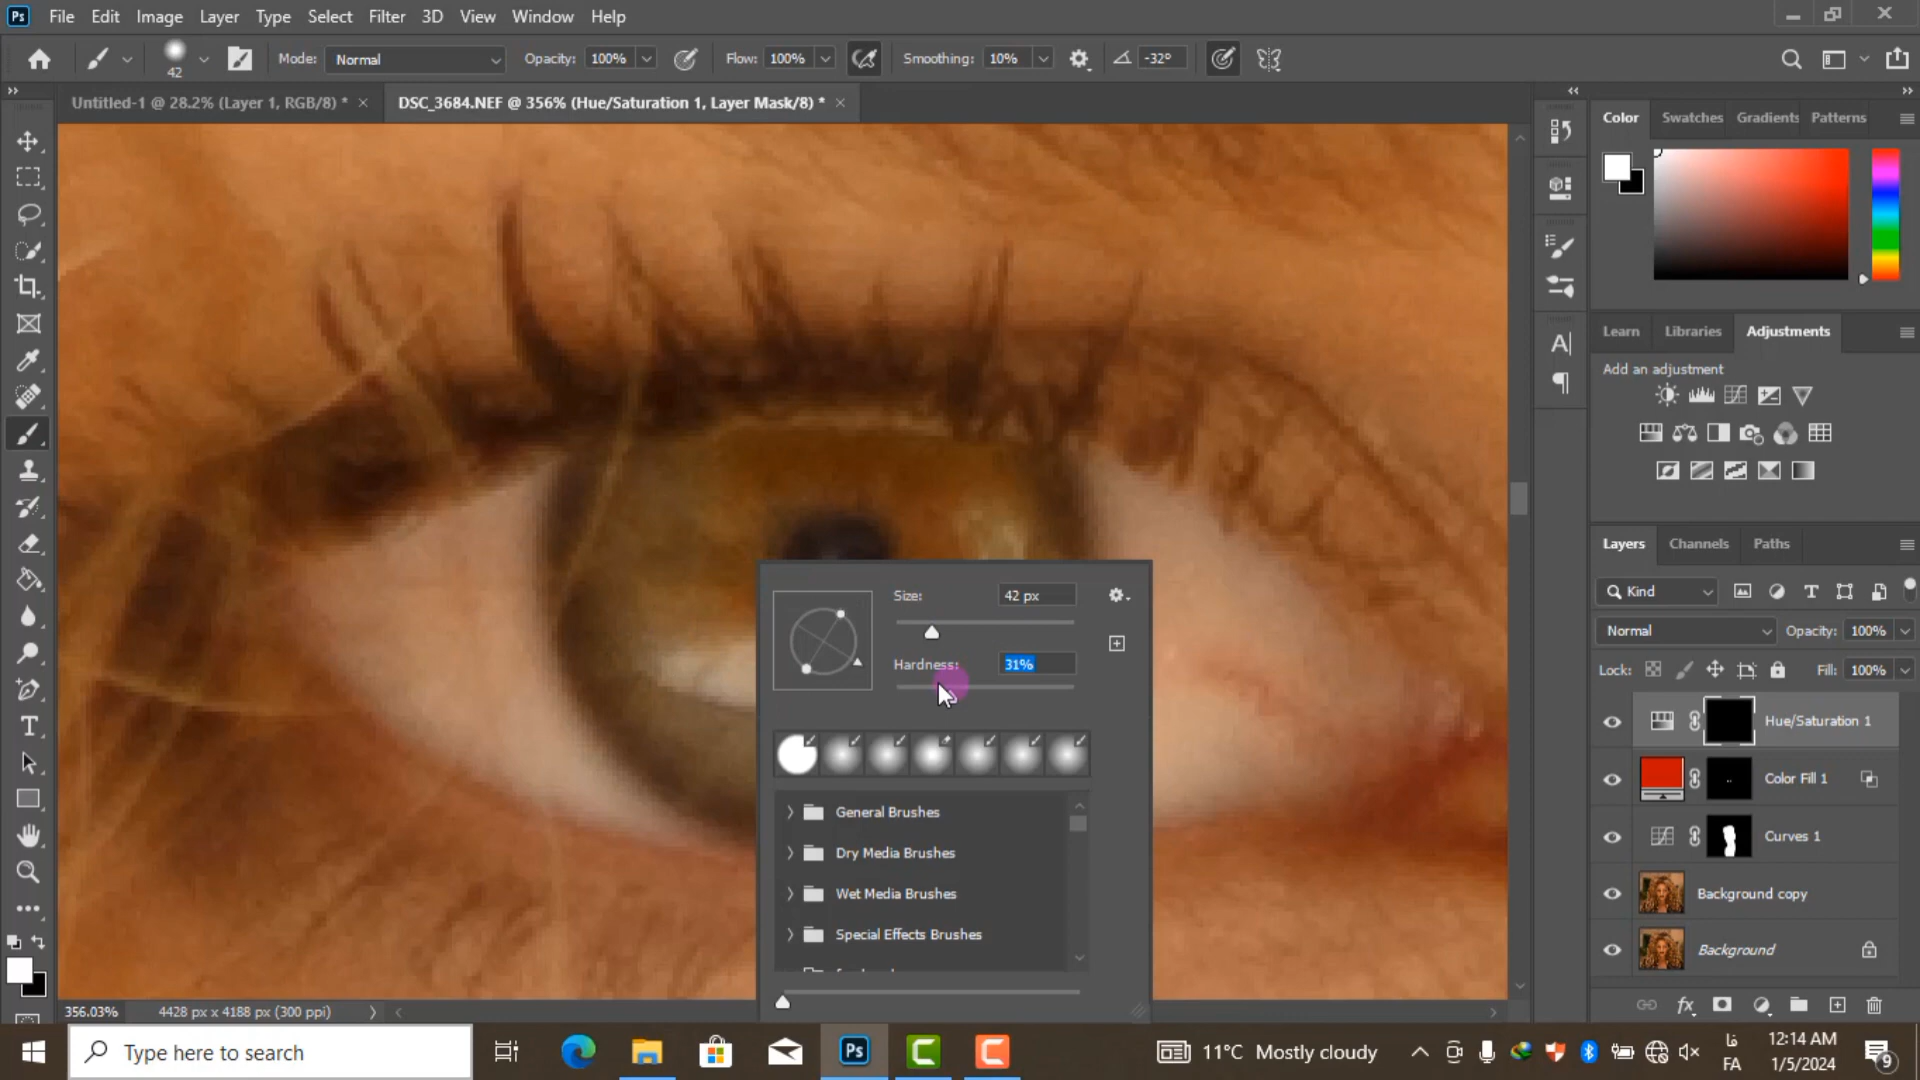 Ps File Edit Image Layer Type Select Filter 3D View Window Help
42 Mode: Normal Opacity: 100% Flow: 100% Smoothing: 10% -32°
Untitled-1 @ 28.2% (Layer 1, RGB/8) * × DSC_3684.NEF @ 356% (Hue/Saturation 1, Layer Mask/8) * ×
Color Swatches Gradients Patterns
Learn Libraries Adjustments
Add an adjustment
Layers Channels Paths
Kind
Normal Opacity: 100%
Lock: Fill: 100%
Hue/Saturation 1
Color Fill 1
Curves 1
Background copy
Background
Size: 42 px
Hardness: 31%
General Brushes
Dry Media Brushes
Wet Media Brushes
Special Effects Brushes
356.03% 4428 px x 4188 px (300 ppi)
Type here to search
Ps
11°C Mostly cloudy
فا
FA
12:14 AM
1/5/2024
9